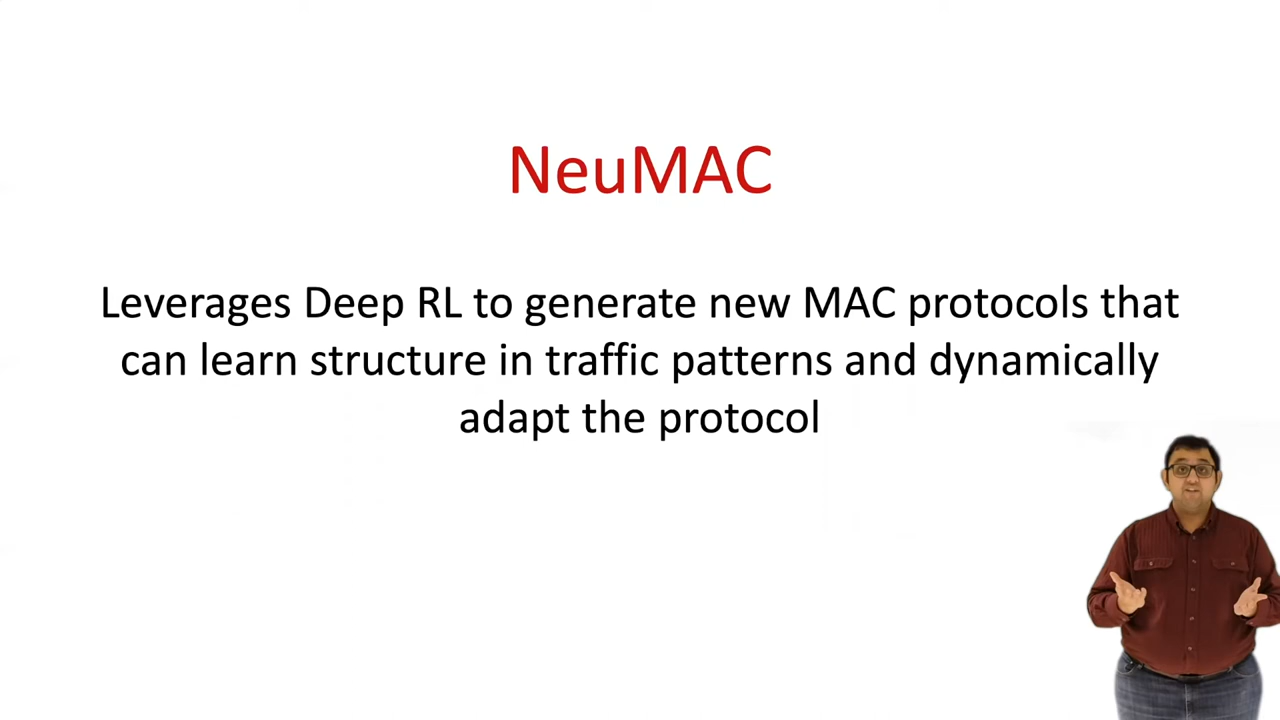 NeuMAC
Leverages Deep RL to generate new MAC protocols that
can learn structure in traffic patterns and dynamically
adapt the protocol